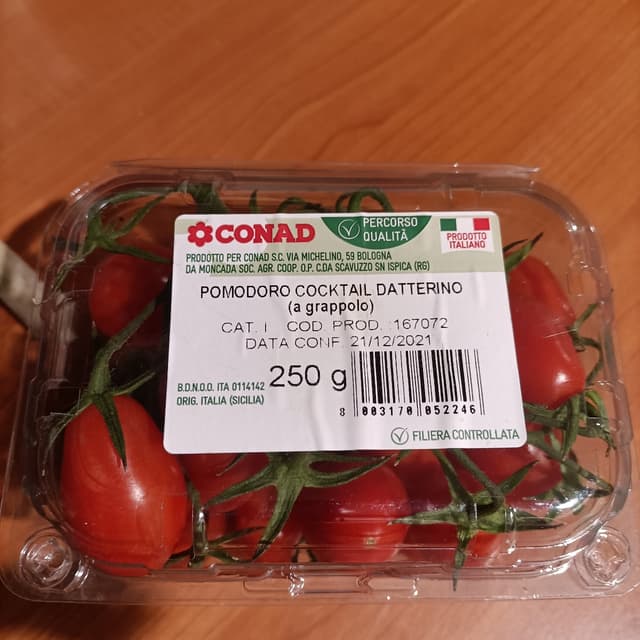 CONAD
PERCORSO
QUALITÀ
PRODOTTO
ITALIANO
PRODOTTO PER CONAD S.C. VIA MICHELINO, 59 BOLOGNA
DA MONCADA SOC. AGR. COOP. O.P. C.DA SCAVUZZO SN ISPICA (RG)
POMODORO COCKTAIL DATTERINO
(a grappolo)
CAT. I COD. PROD. :167072
DATA CONF. 21/12/2021
B.D.N.O.O. ITA 0114142
ORIG. ITALIA (SICILIA)
250 g
8 003170 052246
FILIERA CONTROLLATA